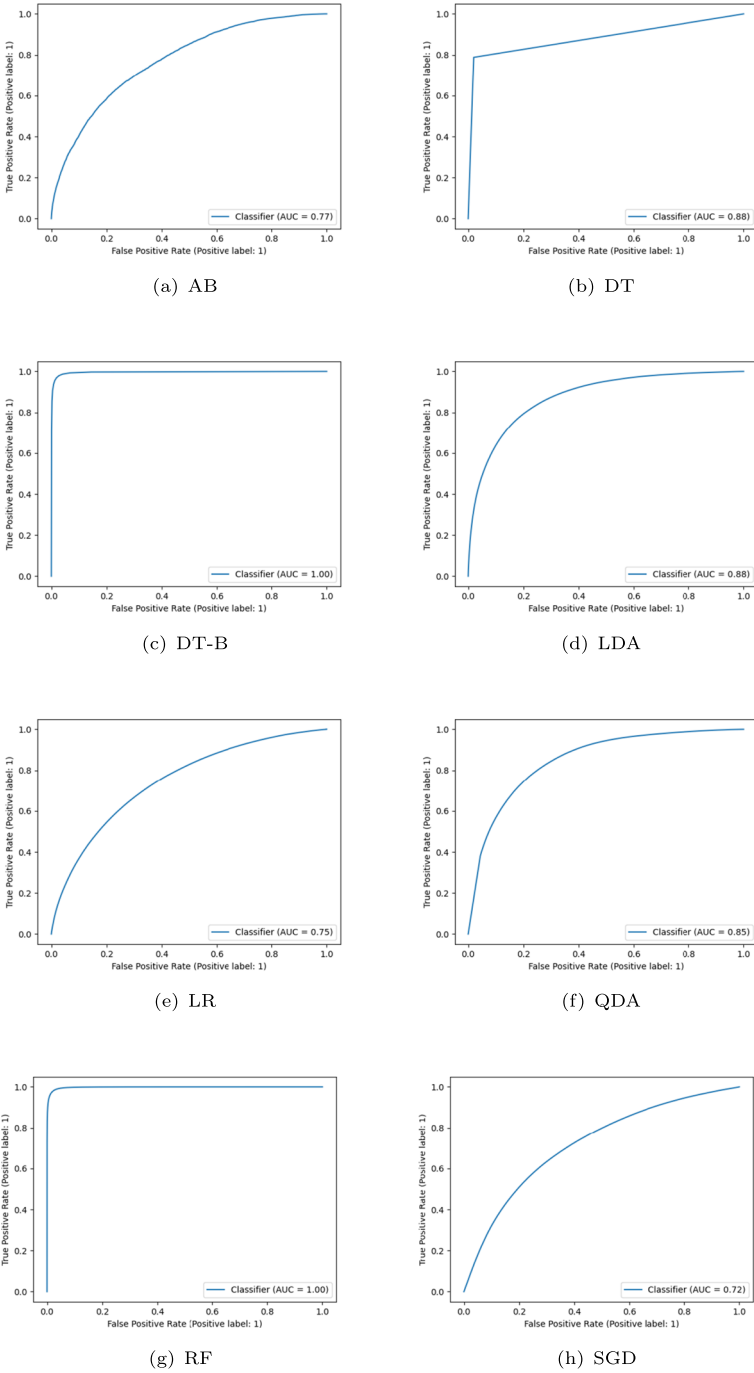 1.0
0.8
0.6
0.4
0.2
0.0
True Positive Rate (Positive label: 1)
Classifier (AUC = 0.77)
0.0 0.2 0.4 0.6 0.8 1.0
False Positive Rate (Positive label: 1)
(a) AB
1.0
0.8
0.6
0.4
0.2
0.0
True Positive Rate (Positive label: 1)
Classifier (AUC = 0.88)
0.0 0.2 0.4 0.6 0.8 1.0
False Positive Rate (Positive label: 1)
(b) DT
1.0
0.8
0.6
0.4
0.2
0.0
True Positive Rate (Positive label: 1)
Classifier (AUC = 1.00)
0.0 0.2 0.4 0.6 0.8 1.0
False Positive Rate (Positive label: 1)
(c) DT-B
1.0
0.8
0.6
0.4
0.2
0.0
True Positive Rate (Positive label: 1)
Classifier (AUC = 0.88)
0.0 0.2 0.4 0.6 0.8 1.0
False Positive Rate (Positive label: 1)
(d) LDA
1.0
0.8
0.6
0.4
0.2
0.0
True Positive Rate (Positive label: 1)
Classifier (AUC = 0.75)
0.0 0.2 0.4 0.6 0.8 1.0
False Positive Rate (Positive label: 1)
(e) LR
1.0
0.8
0.6
0.4
0.2
0.0
True Positive Rate (Positive label: 1)
Classifier (AUC = 0.85)
0.0 0.2 0.4 0.6 0.8 1.0
False Positive Rate (Positive label: 1)
(f) QDA
1.0
0.8
0.6
0.4
0.2
0.0
True Positive Rate (Positive label: 1)
Classifier (AUC = 1.00)
0.0 0.2 0.4 0.6 0.8 1.0
False Positive Rate (Positive label: 1)
(g) RF
1.0
0.8
0.6
0.4
0.2
0.0
True Positive Rate (Positive label: 1)
Classifier (AUC = 0.72)
0.0 0.2 0.4 0.6 0.8 1.0
False Positive Rate (Positive label: 1)
(h) SGD